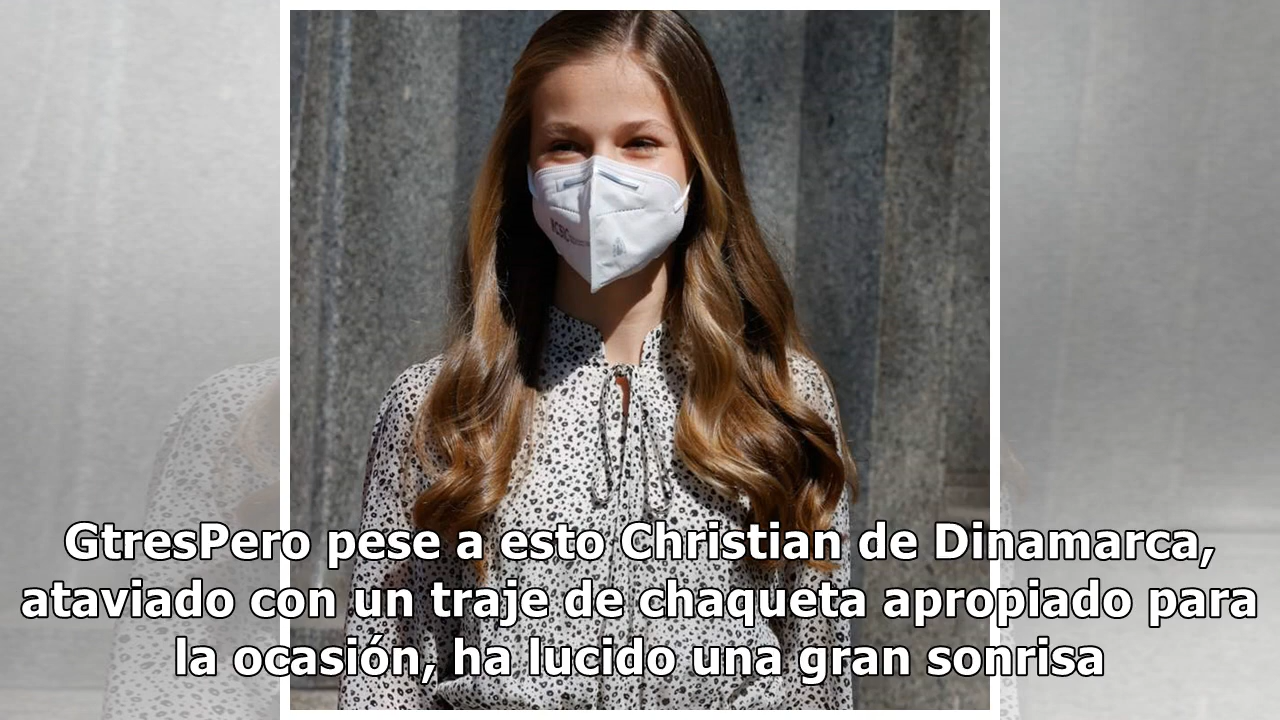 GtresPero pese a esto Christian de Dinamarca,
ataviado con un traje de chaqueta apropiado para
la ocasión, ha lucido una gran sonrisa